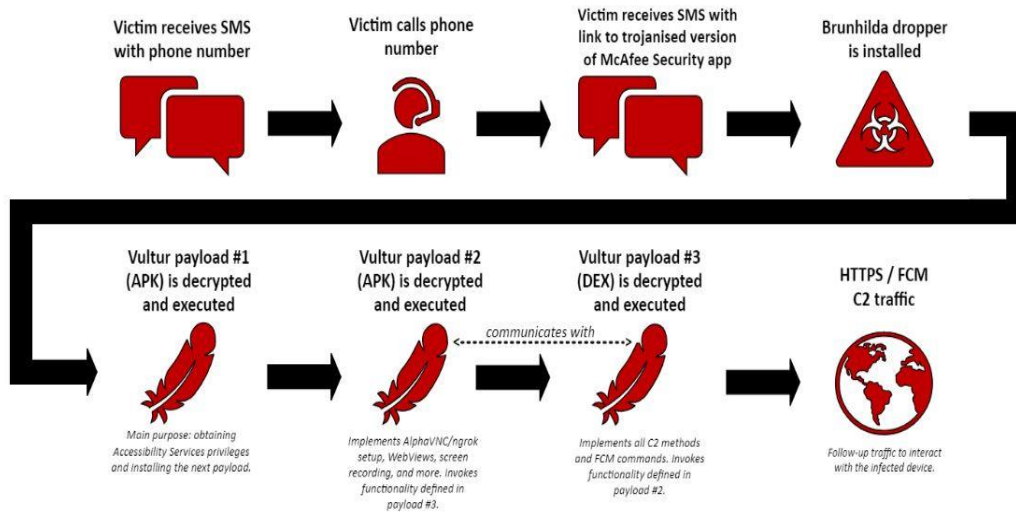 Victim receives SMS
with phone number
Victim calls phone
number
Victim receives SMS with
link to trojanised version
of McAfee Security app
Brunhilda dropper
is installed
Vultur payload #1
(APK) is decrypted
and executed
Vultur payload #2
(APK) is decrypted
and executed
Vultur payload #3
(DEX) is decrypted
and executed
HTTPS / FCM
C2 traffic
communicates with
Main purpose: obtaining
Accessibility Services privileges
and installing the next payload.
Implements AlphaVNC/ngrok
setup, WebViews, screen
recording, and more. Invokes
functionality defined in
payload #3.
Implements all C2 methods
and FCM commands. Invokes
functionality defined in
payload #2.
Follow-up traffic to interact
with the infected device.